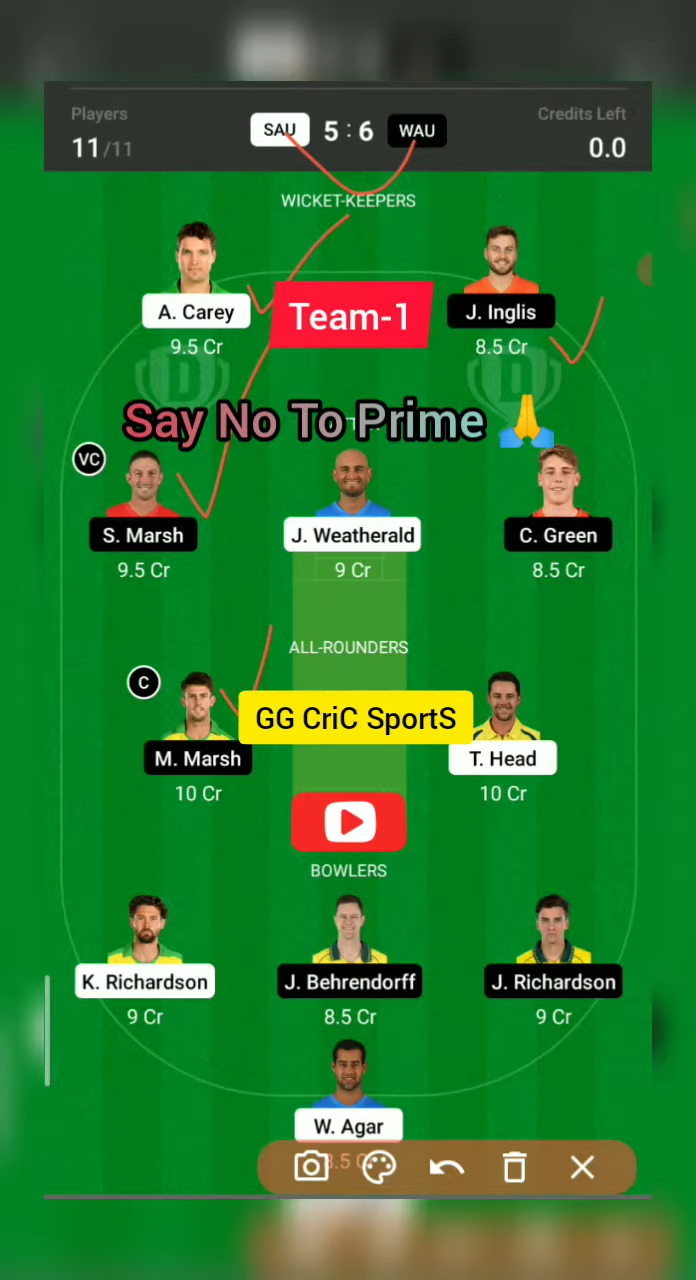 Players
Credits Left
SAU 5 : 6 WAU
11/11
0.0
WICKET-KEEPERS
A. Carey
Team-1
J. Inglis
9.5 Cr
8.5 Cr
Say No To Prime 🙏
VC
S. Marsh
J. Weatherald
C. Green
9.5 Cr
9 Cr
8.5 Cr
ALL-ROUNDERS
C
GG CriC SportS
M. Marsh
T. Head
10 Cr
10 Cr
BOWLERS
K. Richardson
J. Behrendorff
J. Richardson
9 Cr
8.5 Cr
9 Cr
W. Agar